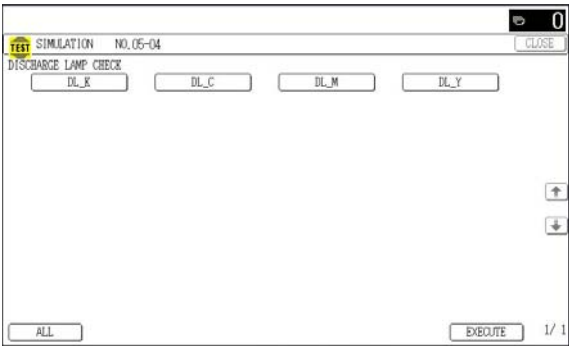 0
TEST SIMULATION NO.05-04 CLOSE
DISCHARGE LAMP CHECK
DL_K DL_C DL_M DL_Y
ALL EXECUTE 1/ 1